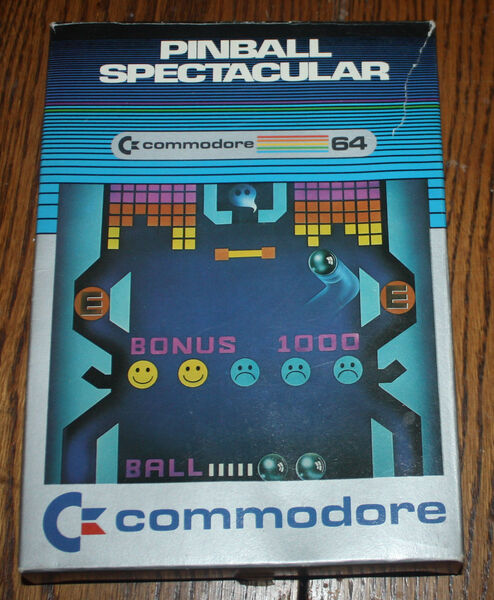 PINBALL
SPECTACULAR
commodore 64
E
E
BONUS 1000
BALL
commodore